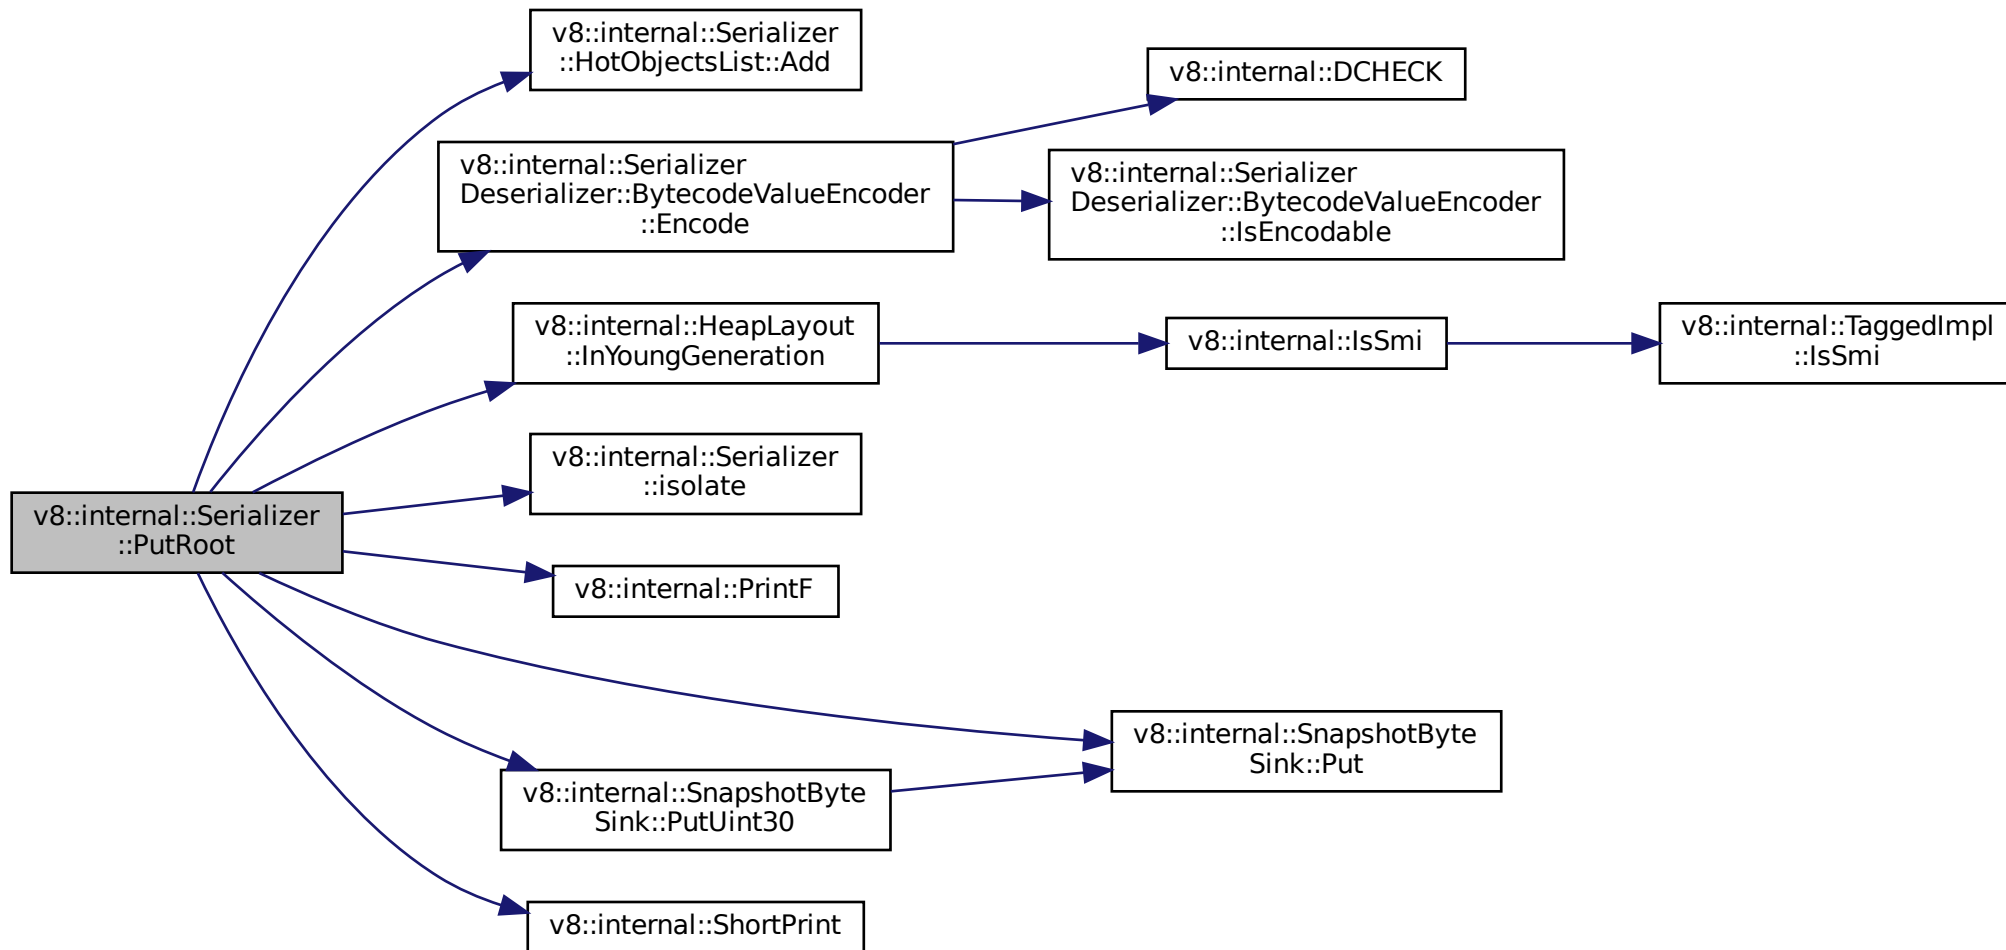 v8::internal::Serializer
::HotObjectsList::Add
v8::internal::DCHECK
v8::internal::Serializer
Deserializer::BytecodeValueEncoder
::Encode
v8::internal::Serializer
Deserializer::BytecodeValueEncoder
::IsEncodable
v8::internal::HeapLayout
::InYoungGeneration
v8::internal::IsSmi
v8::internal::TaggedImpl
::IsSmi
v8::internal::Serializer
::isolate
v8::internal::Serializer
::PutRoot
v8::internal::PrintF
v8::internal::SnapshotByte
Sink::Put
v8::internal::SnapshotByte
Sink::PutUint30
v8::internal::ShortPrint